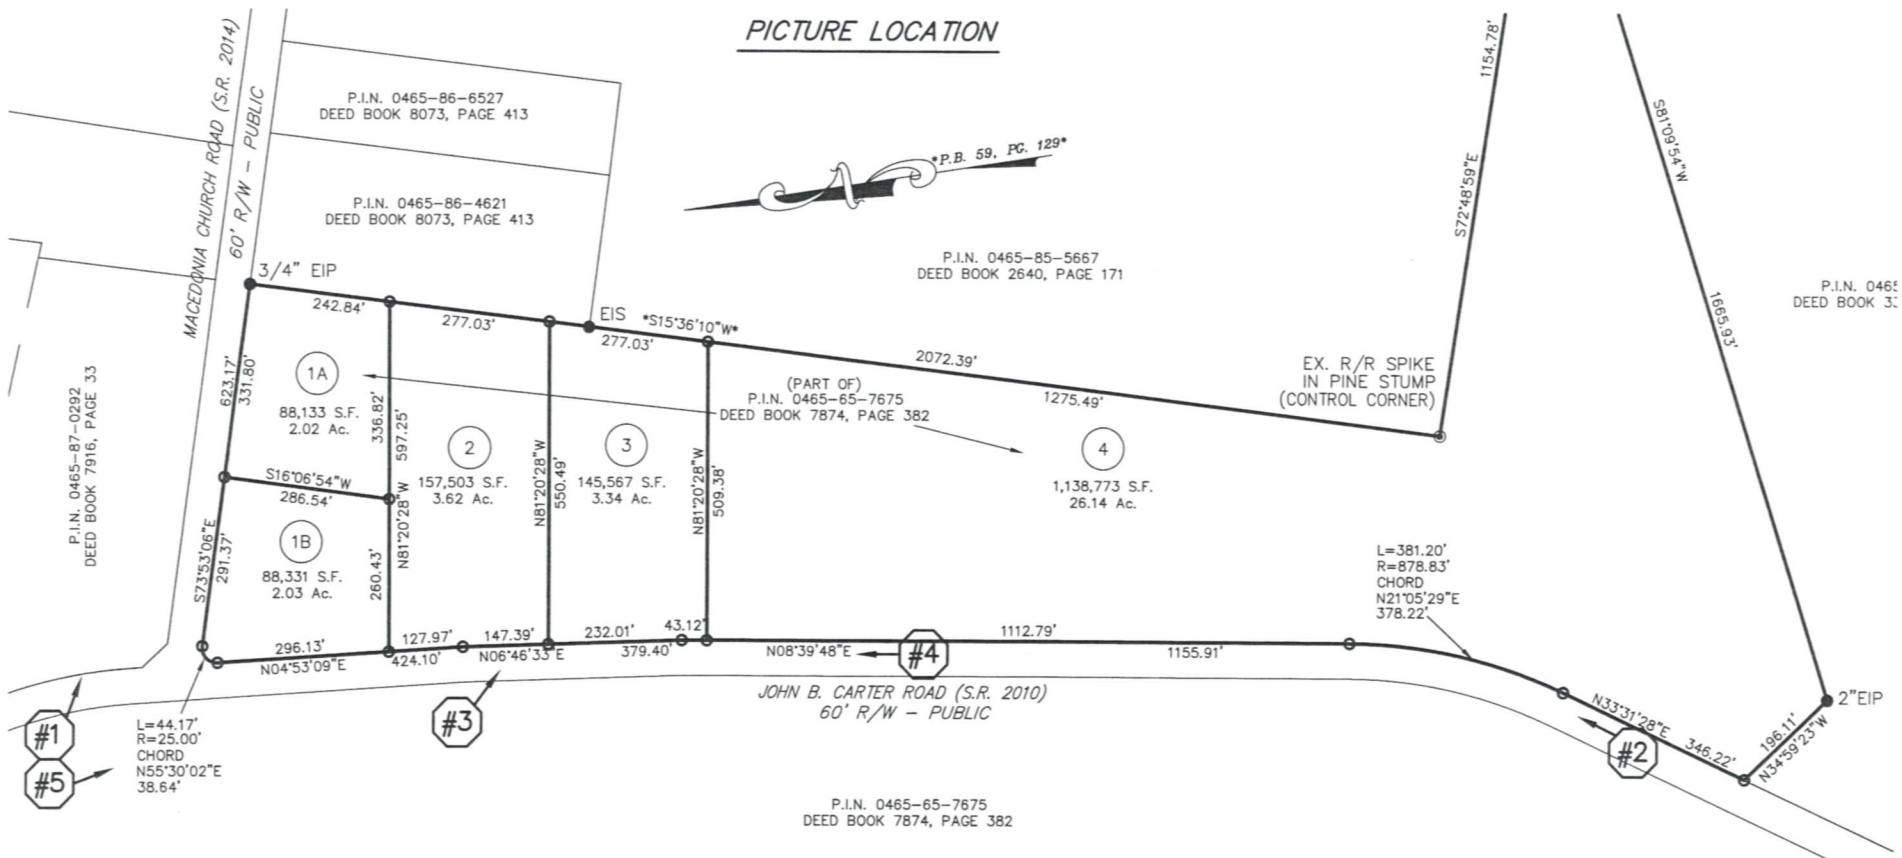 PICTURE LOCATION
MACEDONIA CHURCH ROAD (S.R. 2014)
60' R/W - PUBLIC
P.I.N. 0465-86-6527
DEED BOOK 8073, PAGE 413
P.I.N. 0465-86-4621
DEED BOOK 8073, PAGE 413
*P.B. 59, PG. 129*
N
P.I.N. 0465-85-5667
DEED BOOK 2640, PAGE 171
1154.78'
S72°48'59"E
S81°09'54"W
1665.93'
P.I.N. 0465
DEED BOOK
3/4" EIP
242.84'
277.03'
EIS
*S15°36'10"W*
277.03'
2072.39'
1275.49'
EX. R/R SPIKE
IN PINE STUMP
(CONTROL CORNER)
(PART OF)
P.I.N. 0465-65-7675
DEED BOOK 7874, PAGE 382
P.I.N. 0465-87-0292
DEED BOOK 7916, PAGE 33
623.17'
331.80'
1A
88,133 S.F.
2.02 Ac.
336.82'
597.25'
2
157,503 S.F.
3.62 Ac.
N81°20'28"W
550.49'
3
145,567 S.F.
3.34 Ac.
N81°20'28"W
509.38'
4
1,138,773 S.F.
26.14 Ac.
S16°06'54"W
286.54'
S73°53'06"E
291.37'
1B
88,331 S.F.
2.03 Ac.
260.43'
N81°20'28"W
L=381.20'
R=878.83'
CHORD
N21°05'29"E
378.22'
296.13'
N04°53'09"E
127.97'
424.10'
147.39'
N06°46'33"E
232.01'
379.40'
43.12'
N08°39'48"E
#4
1112.79'
1155.91'
JOHN B. CARTER ROAD (S.R. 2010)
60' R/W - PUBLIC
N33°31'28"E
346.22'
196.11'
N34°59'23"W
2"EIP
#1
#5
L=44.17'
R=25.00'
CHORD
N55°30'02"E
38.64'
#3
#2
P.I.N. 0465-65-7675
DEED BOOK 7874, PAGE 382